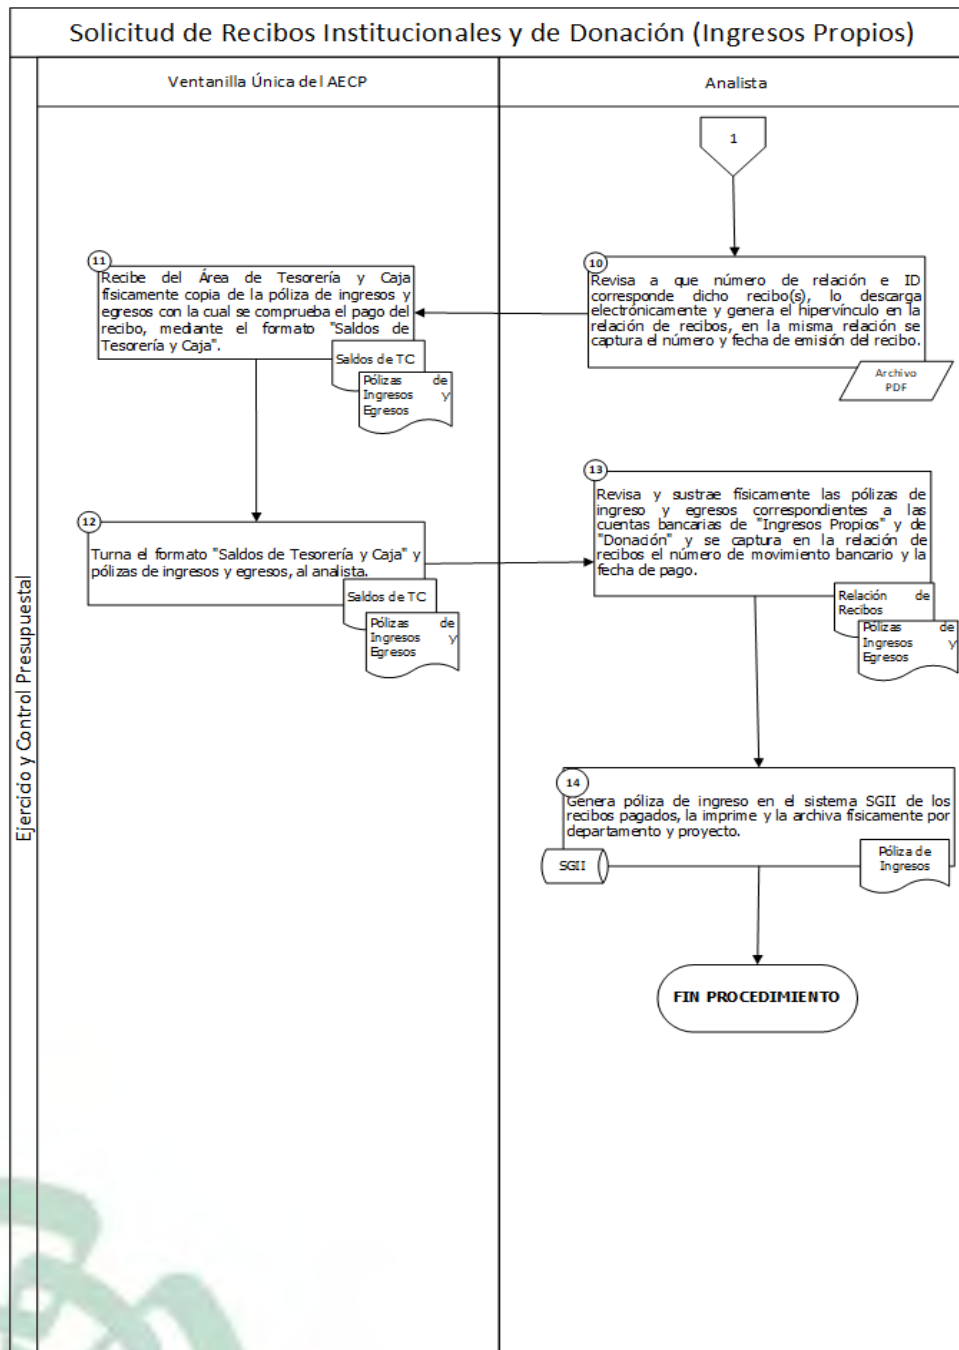 Solicitud de Recibos Institucionales y de Donación (Ingresos Propios)
Ventanilla Única del AECP
Analista
Ejercicio y Control Presupuestal
1
10
Revisa a que número de relación e ID
corresponde dicho recibo(s), lo descarga
electrónicamente y genera el hipervínculo en la
relación de recibos, en la misma relación se
captura el número y fecha de emisión del recibo.
Archivo
PDF
11
Recibe del Área de Tesorería y Caja
físicamente copia de la póliza de ingresos y
egresos con la cual se comprueba el pago del
recibo, mediante el formato "Saldos de
Tesorería y Caja".
Saldos de TC
Pólizas de
Ingresos y
Egresos
12
Turna el formato "Saldos de Tesorería y Caja" y
pólizas de ingresos y egresos, al analista.
Saldos de TC
Pólizas de
Ingresos y
Egresos
13
Revisa y sustrae físicamente las pólizas de
ingreso y egresos correspondientes a las
cuentas bancarias de "Ingresos Propios" y de
"Donación" y se captura en la relación de
recibos el número de movimiento bancario y la
fecha de pago.
Relación de
Recibos
Pólizas de
Ingresos y
Egresos
14
Genera póliza de ingreso en el sistema SGII de los
recibos pagados, la imprime y la archiva físicamente por
departamento y proyecto.
SGII
Póliza de
Ingresos
FIN PROCEDIMIENTO